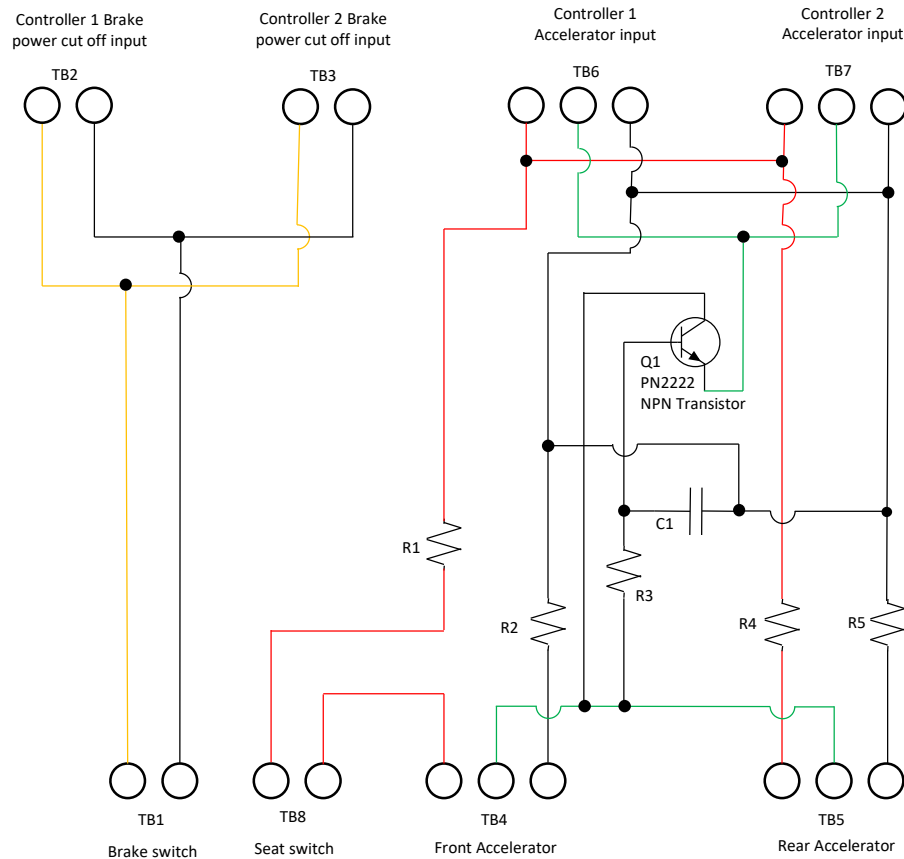 Controller 1 Brake
power cut off input
Controller 2 Brake
power cut off input
Controller 1
Accelerator input
Controller 2
Accelerator input
TB2
TB3
TB6
TB7
Q1
PN2222
NPN Transistor
C1
R1
R3
R2
R4
R5
TB1
TB8
TB4
TB5
Brake switch
Seat switch
Front Accelerator
Rear Accelerator